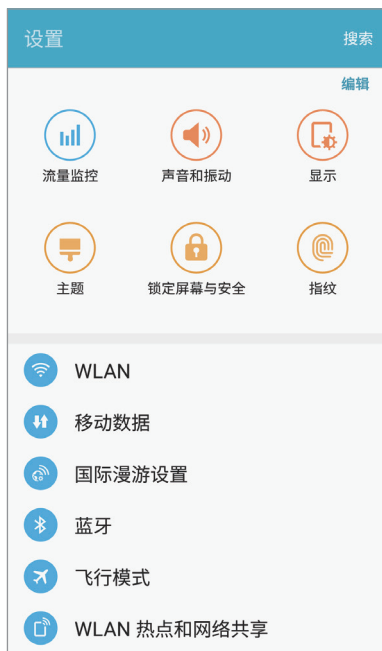 设置 搜索
编辑
流量监控 声音和振动 显示
主题 锁定屏幕与安全 指纹
WLAN
移动数据
国际漫游设置
蓝牙
飞行模式
WLAN 热点和网络共享